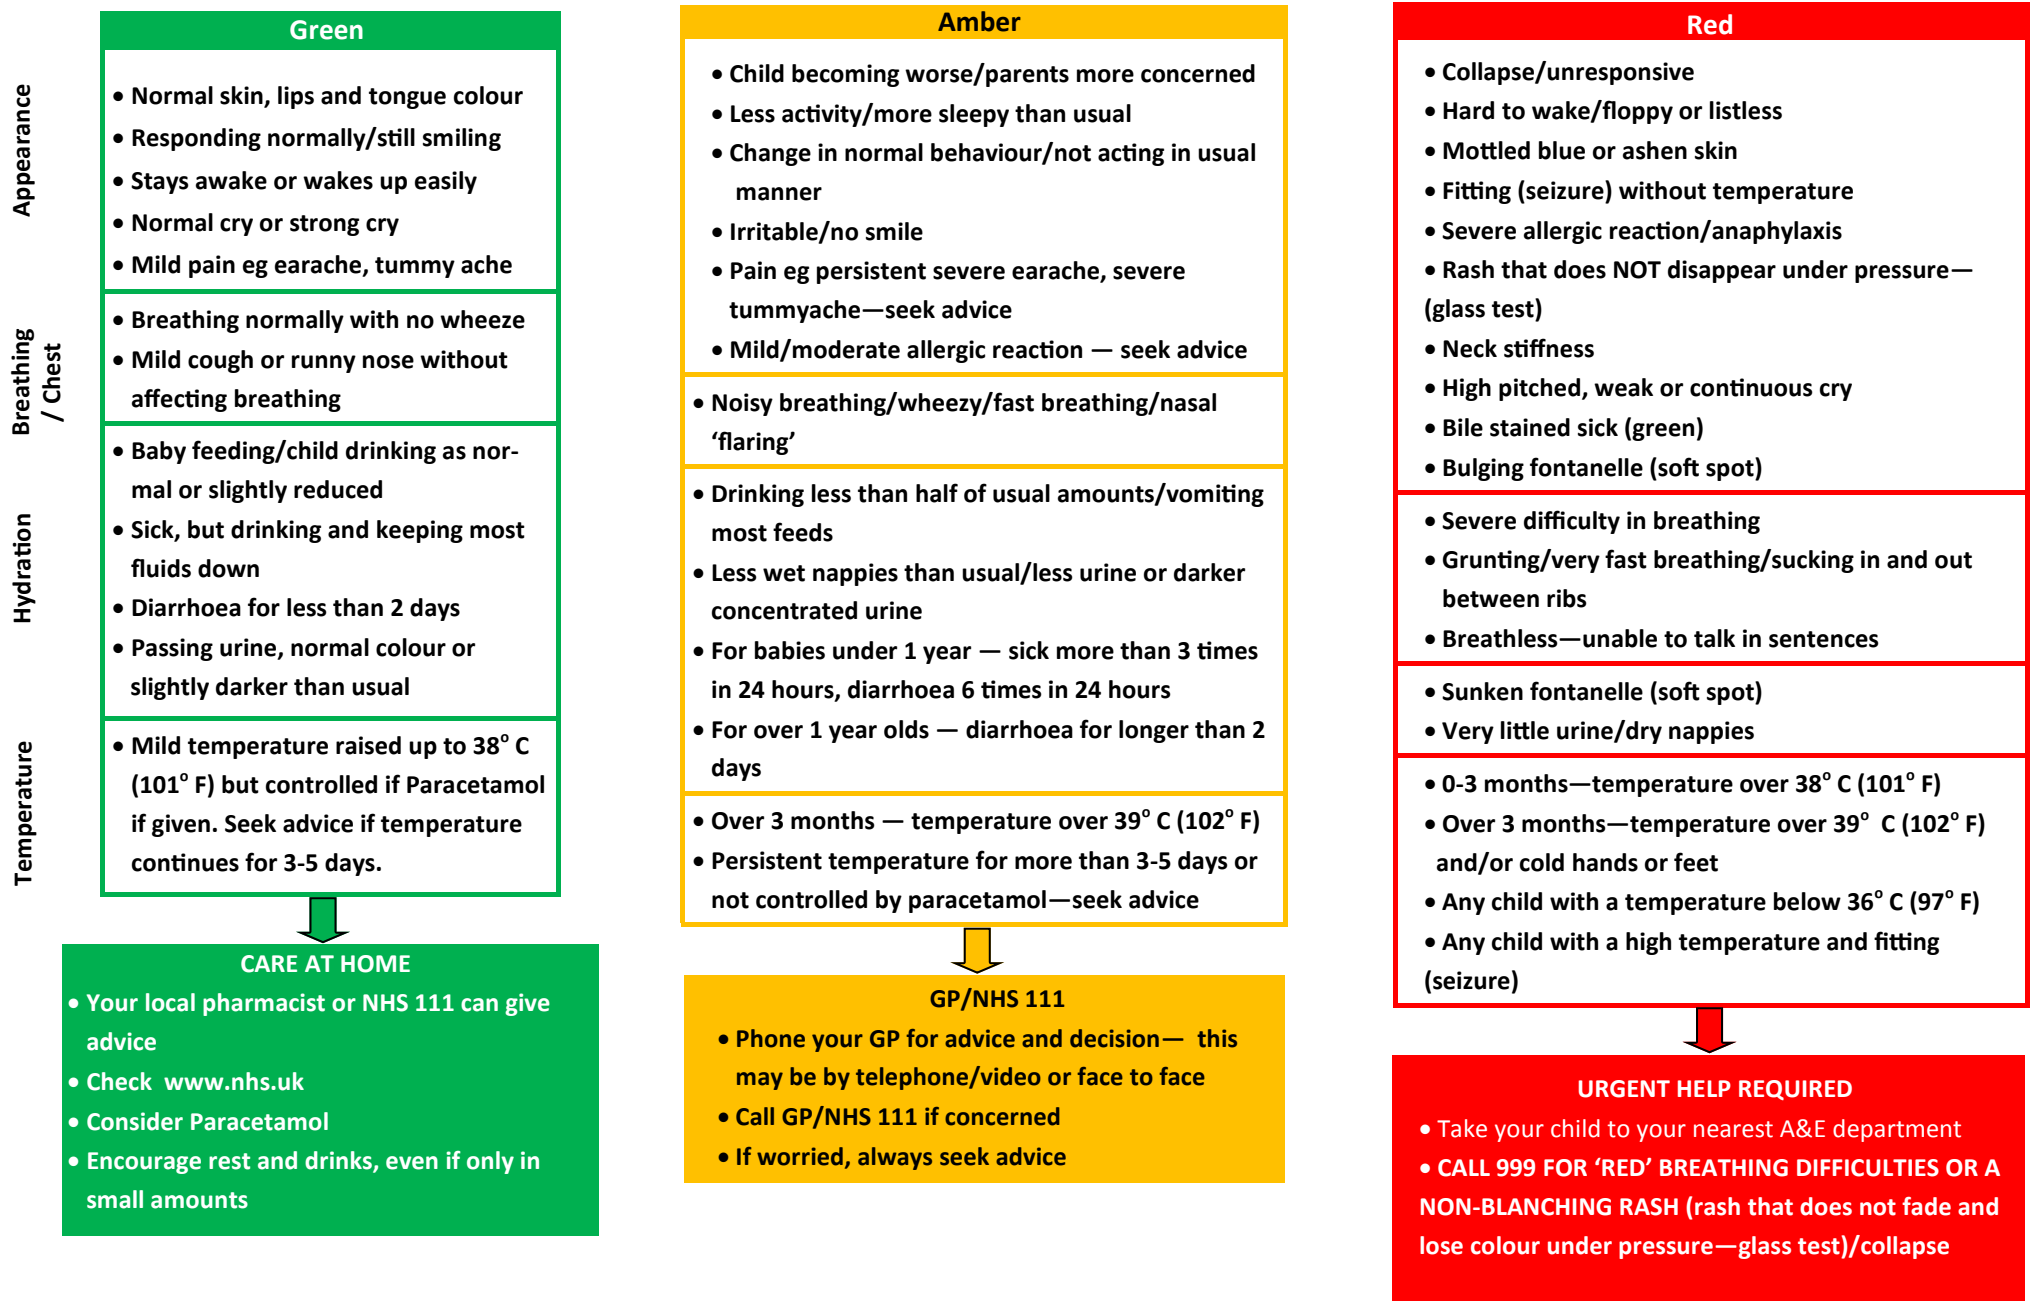 Green
Appearance
• Normal skin, lips and tongue colour
• Responding normally/still smiling
• Stays awake or wakes up easily
• Normal cry or strong cry
• Mild pain eg earache, tummy ache
Breathing
/ Chest
• Breathing normally with no wheeze
• Mild cough or runny nose without
affecting breathing
Hydration
• Baby feeding/child drinking as nor-
mal or slightly reduced
• Sick, but drinking and keeping most
fluids down
• Diarrhoea for less than 2 days
• Passing urine, normal colour or
slightly darker than usual
Temperature
• Mild temperature raised up to 38° C
(101° F) but controlled if Paracetamol
if given. Seek advice if temperature
continues for 3-5 days.
CARE AT HOME
• Your local pharmacist or NHS 111 can give
advice
• Check www.nhs.uk
• Consider Paracetamol
• Encourage rest and drinks, even if only in
small amounts
Amber
• Child becoming worse/parents more concerned
• Less activity/more sleepy than usual
• Change in normal behaviour/not acting in usual
manner
• Irritable/no smile
• Pain eg persistent severe earache, severe
tummyache—seek advice
• Mild/moderate allergic reaction — seek advice
• Noisy breathing/wheezy/fast breathing/nasal
‘flaring’
• Drinking less than half of usual amounts/vomiting
most feeds
• Less wet nappies than usual/less urine or darker
concentrated urine
• For babies under 1 year — sick more than 3 times
in 24 hours, diarrhoea 6 times in 24 hours
• For over 1 year olds — diarrhoea for longer than 2
days
• Over 3 months — temperature over 39° C (102° F)
• Persistent temperature for more than 3-5 days or
not controlled by paracetamol—seek advice
GP/NHS 111
• Phone your GP for advice and decision— this
may be by telephone/video or face to face
• Call GP/NHS 111 if concerned
• If worried, always seek advice
Red
• Collapse/unresponsive
• Hard to wake/floppy or listless
• Mottled blue or ashen skin
• Fitting (seizure) without temperature
• Severe allergic reaction/anaphylaxis
• Rash that does NOT disappear under pressure—
(glass test)
• Neck stiffness
• High pitched, weak or continuous cry
• Bile stained sick (green)
• Bulging fontanelle (soft spot)
• Severe difficulty in breathing
• Grunting/very fast breathing/sucking in and out
between ribs
• Breathless—unable to talk in sentences
• Sunken fontanelle (soft spot)
• Very little urine/dry nappies
• 0-3 months—temperature over 38° C (101° F)
• Over 3 months—temperature over 39° C (102° F)
and/or cold hands or feet
• Any child with a temperature below 36° C (97° F)
• Any child with a high temperature and fitting
(seizure)
URGENT HELP REQUIRED
• Take your child to your nearest A&E department
• CALL 999 FOR ‘RED’ BREATHING DIFFICULTIES OR A
NON-BLANCHING RASH (rash that does not fade and
lose colour under pressure—glass test)/collapse